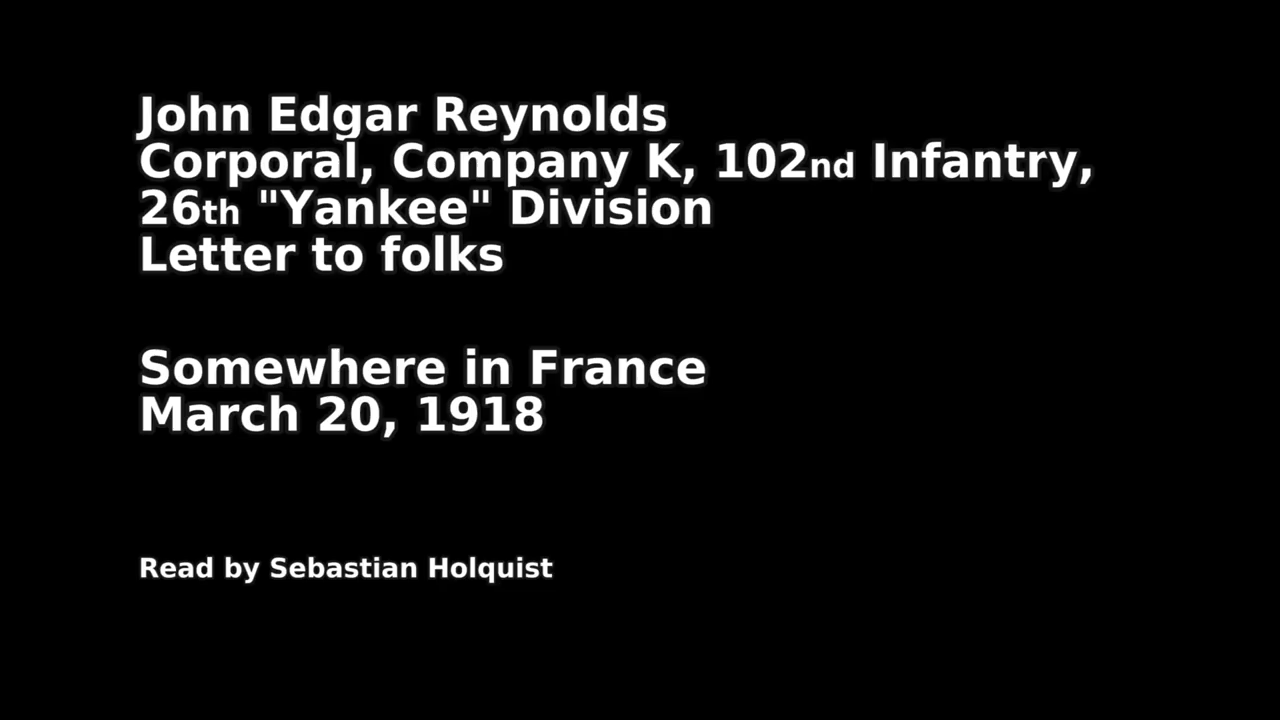 John Edgar Reynolds
Corporal, Company K, 102nd Infantry,
26th "Yankee" Division
Letter to folks
Somewhere in France
March 20, 1918
Read by Sebastian Holquist